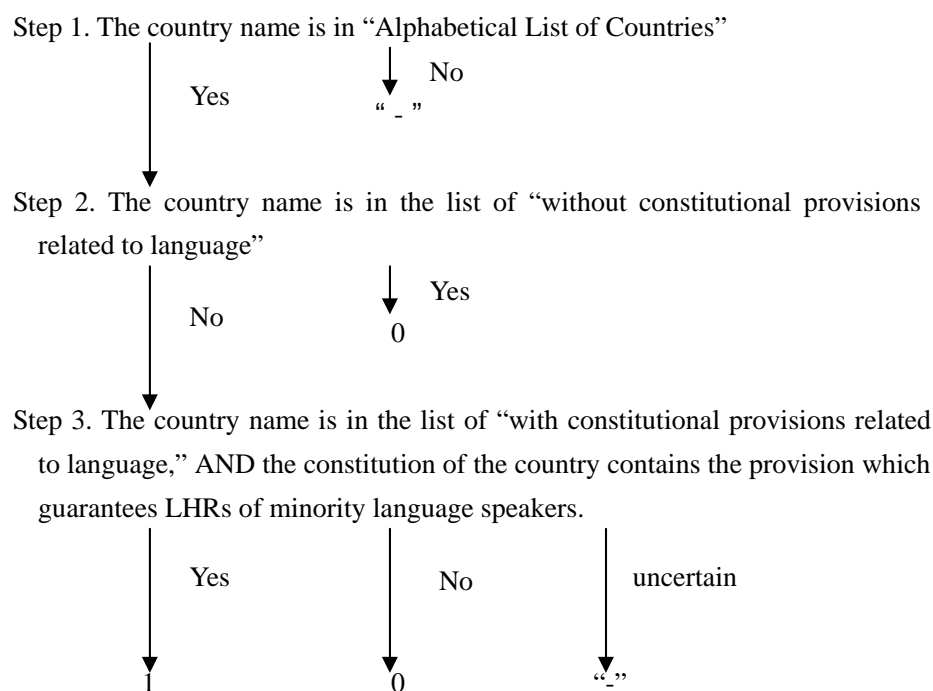 Step 1. The country name is in “Alphabetical List of Countries”
No
Yes
“ - ”
Step 2. The country name is in the list of “without constitutional provisions
related to language”
Yes
No
0
Step 3. The country name is in the list of “with constitutional provisions related
to language,” AND the constitution of the country contains the provision which
guarantees LHRs of minority language speakers.
Yes No uncertain
1 0 “-”